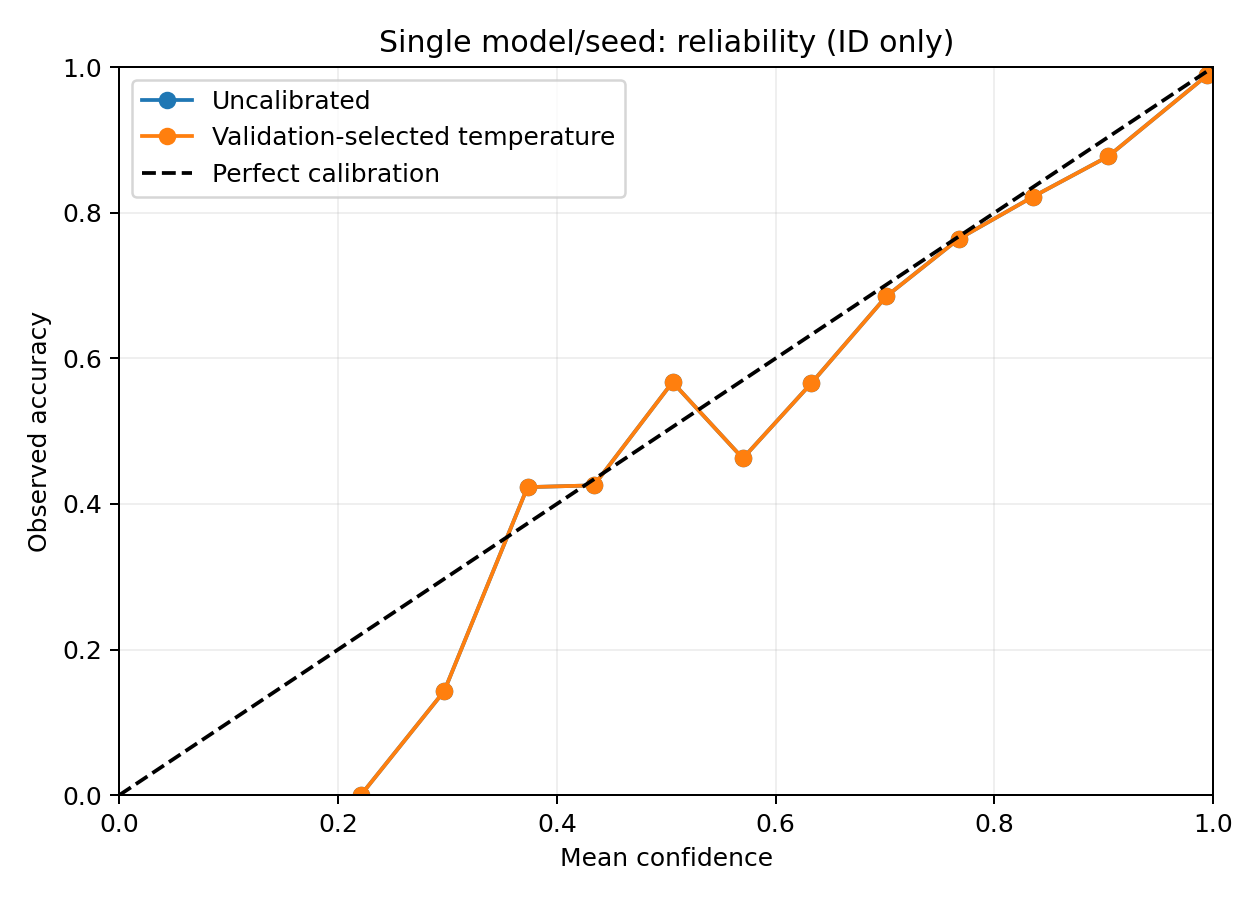 Single model/seed: reliability (ID only)
Uncalibrated
Validation-selected temperature
Perfect calibration
Observed accuracy
1.0
0.8
0.6
0.4
0.2
0.0
0.0 0.2 0.4 0.6 0.8 1.0
Mean confidence